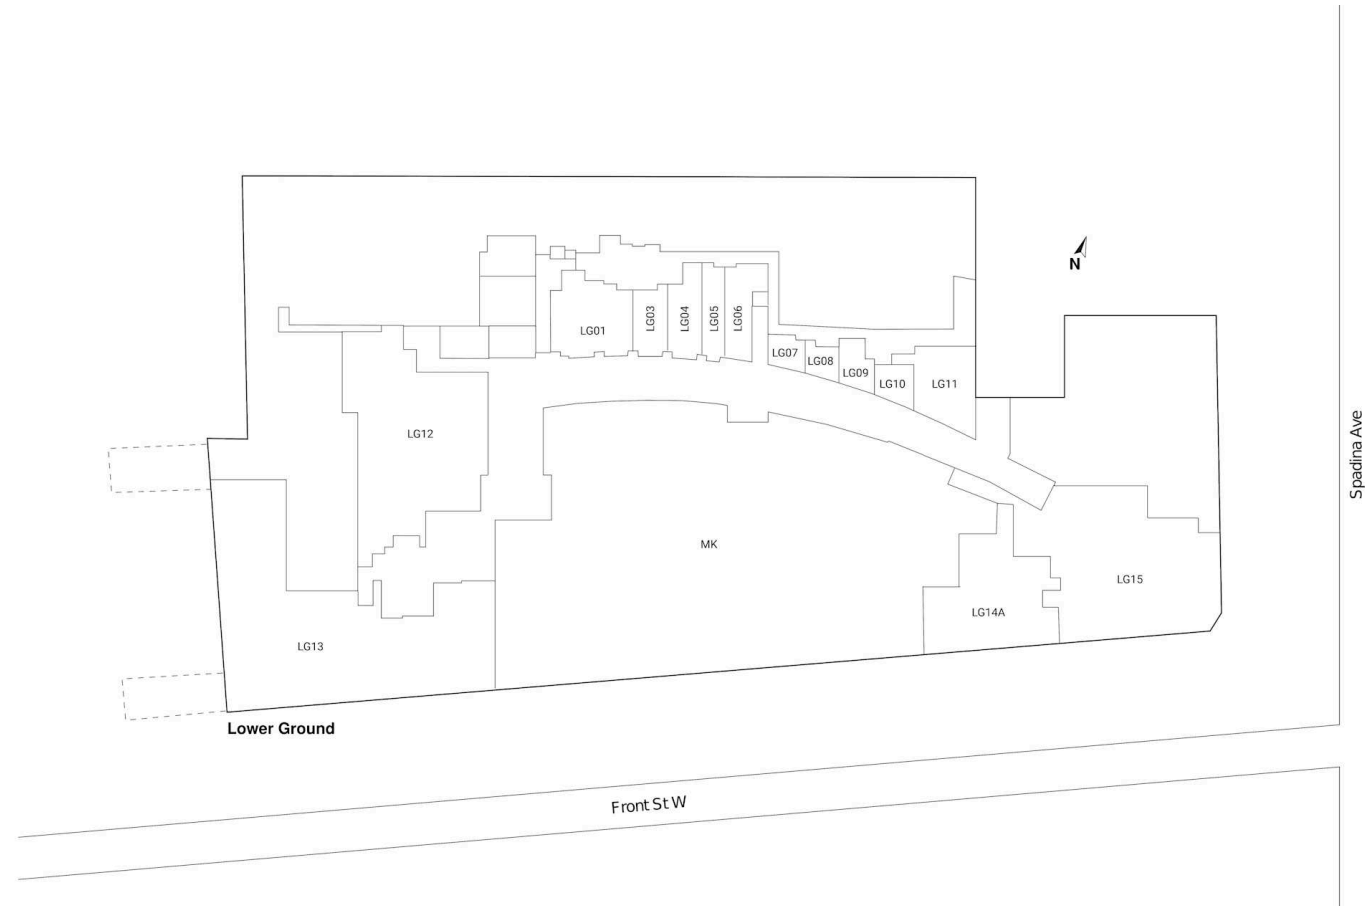 N
LG01
LG03
LG04
LG05
LG06
LG07
LG08
LG09
LG10
LG11
LG12
MK
LG15
LG14A
LG13
Lower Ground
Front St W
Spadina Ave